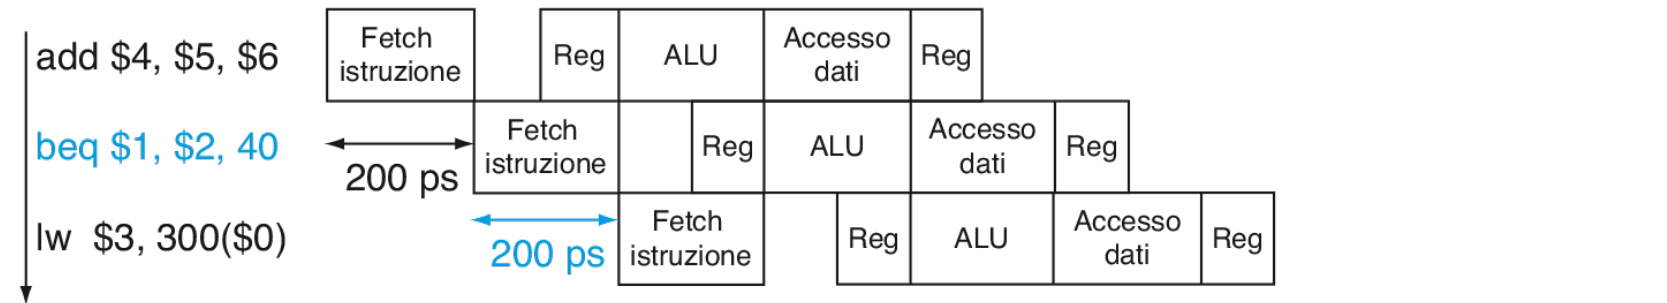 add $4, $5, $6
Fetch
istruzione
Reg
ALU
Accesso
dati
Reg
beq $1, $2, 40
200 ps
Fetch
istruzione
Reg
ALU
Accesso
dati
Reg
lw $3, 300($0)
200 ps
Fetch
istruzione
Reg
ALU
Accesso
dati
Reg